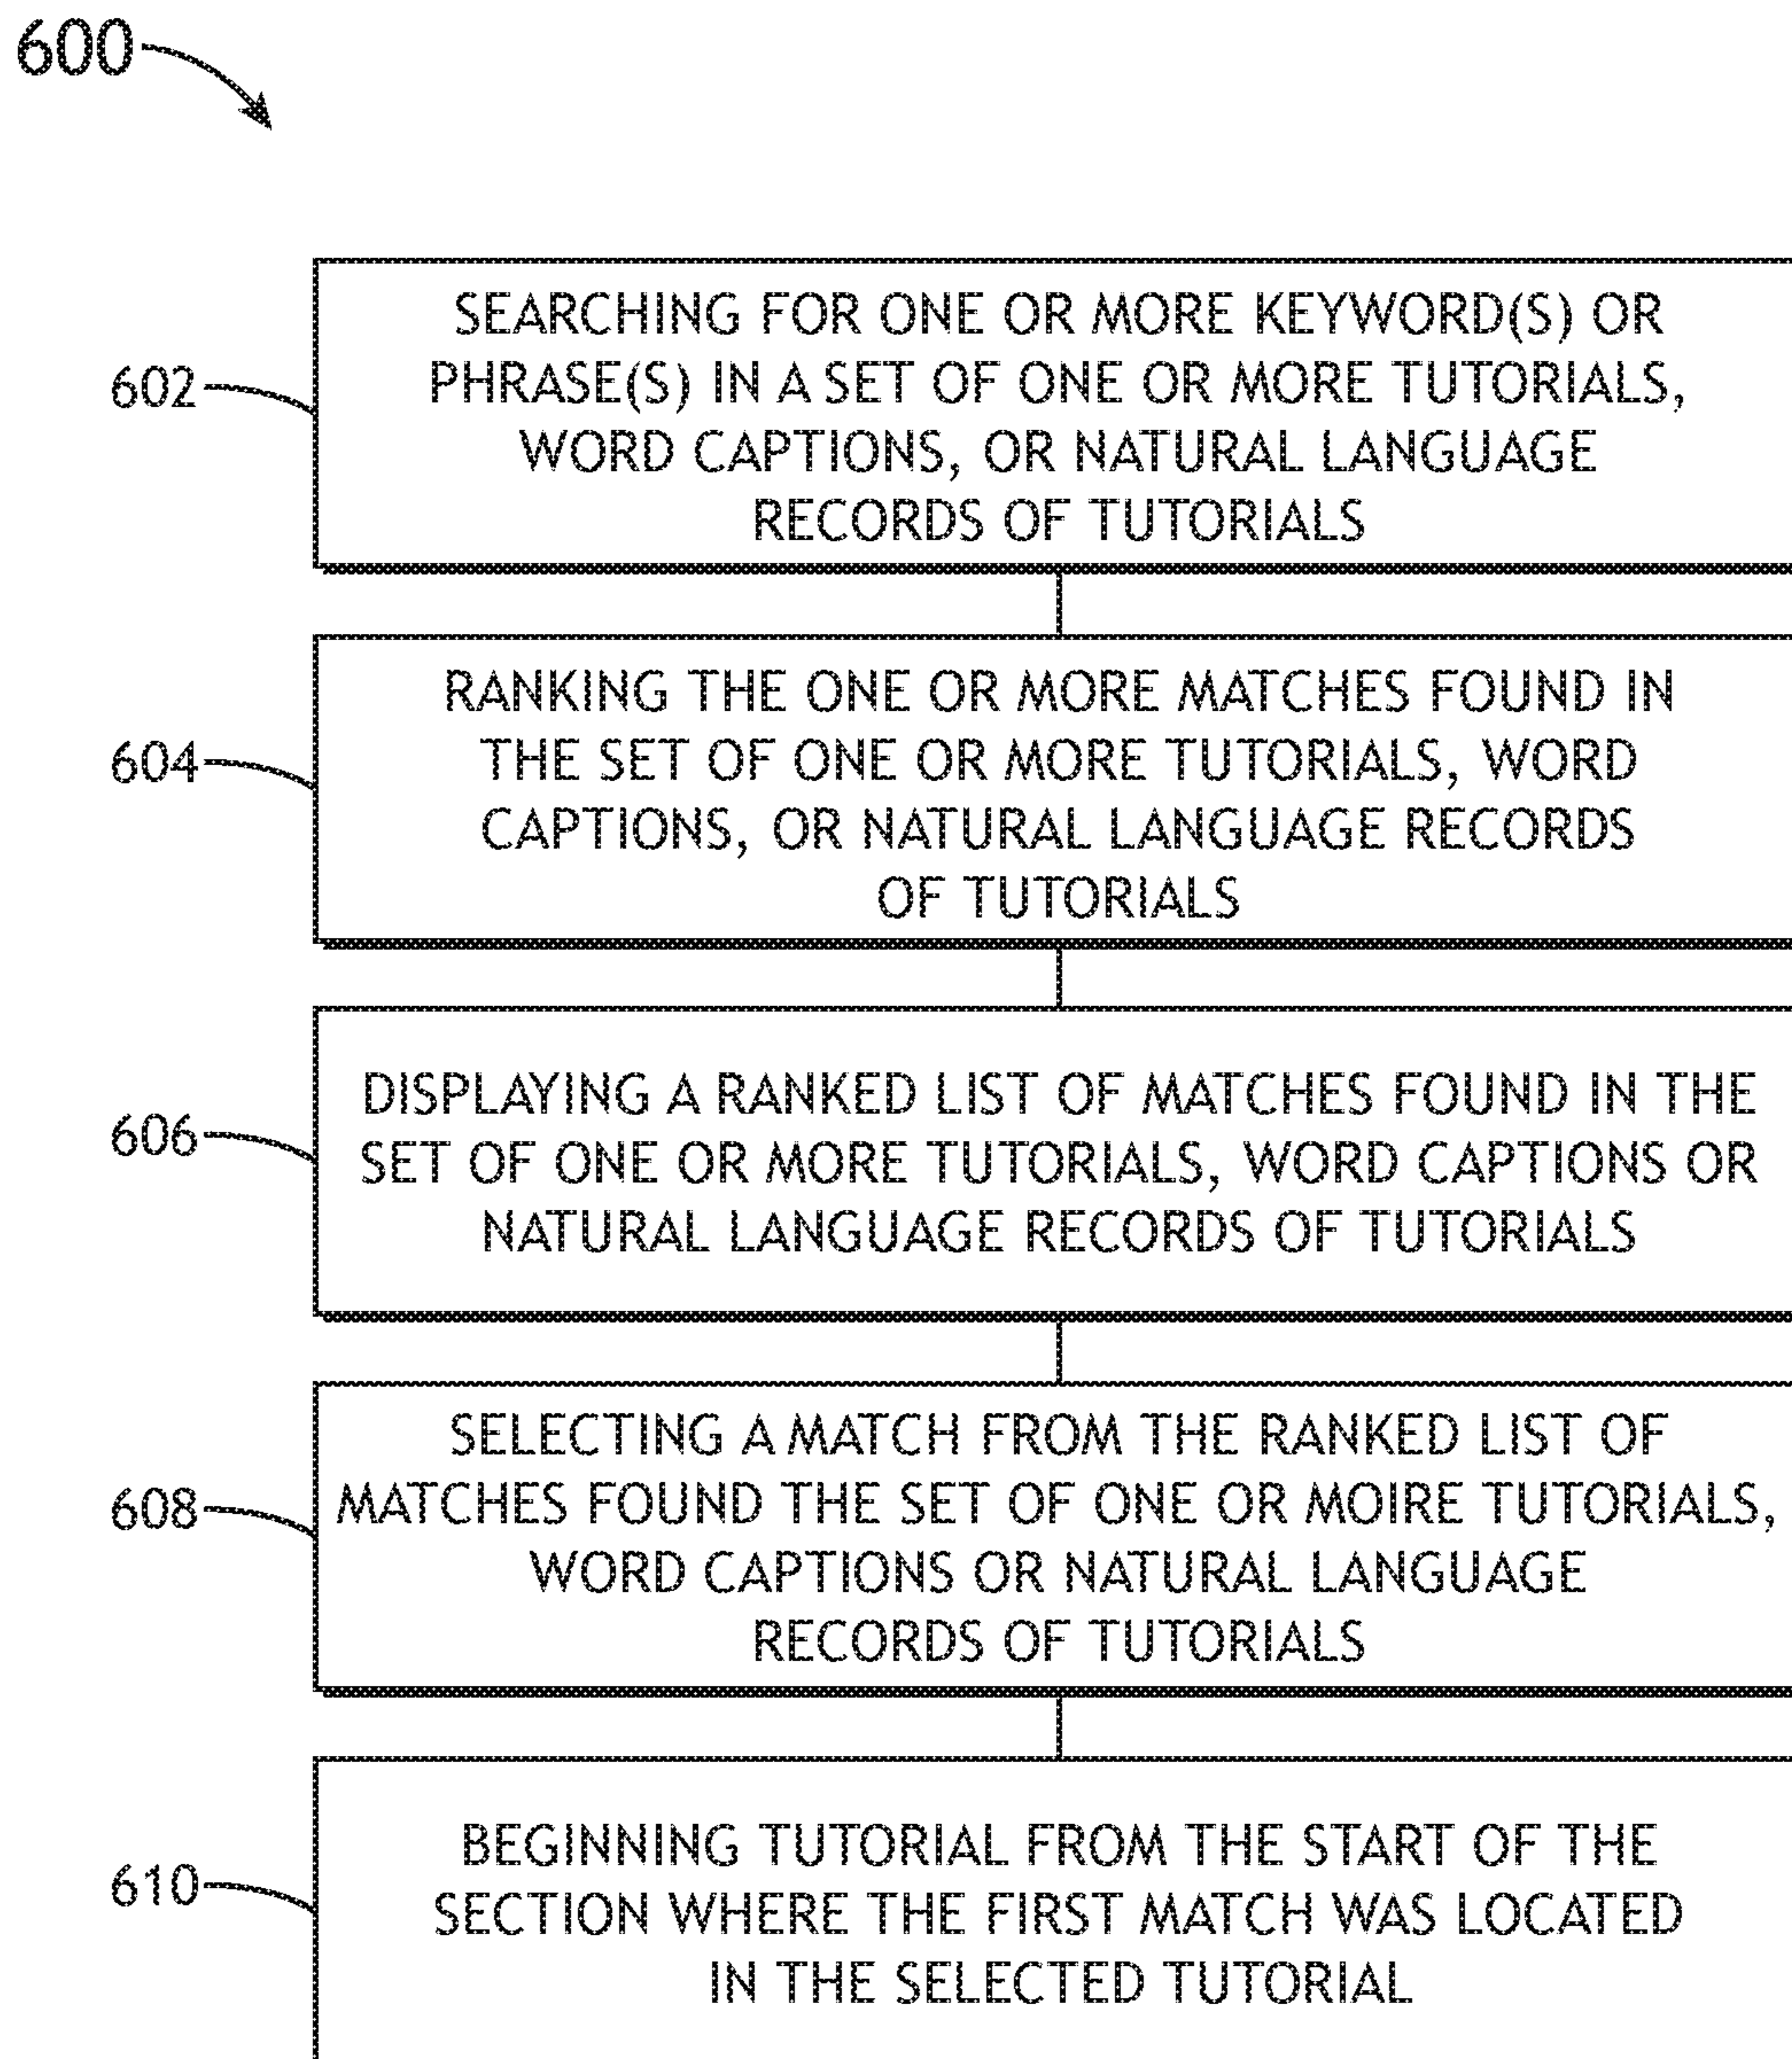 600
602
SEARCHING FOR ONE OR MORE KEYWORD(S) OR
PHRASE(S) IN A SET OF ONE OR MORE TUTORIALS,
WORD CAPTIONS, OR NATURAL LANGUAGE
RECORDS OF TUTORIALS
604
RANKING THE ONE OR MORE MATCHES FOUND IN
THE SET OF ONE OR MORE TUTORIALS, WORD
CAPTIONS, OR NATURAL LANGUAGE RECORDS
OF TUTORIALS
606
DISPLAYING A RANKED LIST OF MATCHES FOUND IN THE
SET OF ONE OR MORE TUTORIALS, WORD CAPTIONS OR
NATURAL LANGUAGE RECORDS OF TUTORIALS
608
SELECTING A MATCH FROM THE RANKED LIST OF
MATCHES FOUND THE SET OF ONE OR MOIRE TUTORIALS,
WORD CAPTIONS OR NATURAL LANGUAGE
RECORDS OF TUTORIALS
610
BEGINNING TUTORIAL FROM THE START OF THE
SECTION WHERE THE FIRST MATCH WAS LOCATED
IN THE SELECTED TUTORIAL